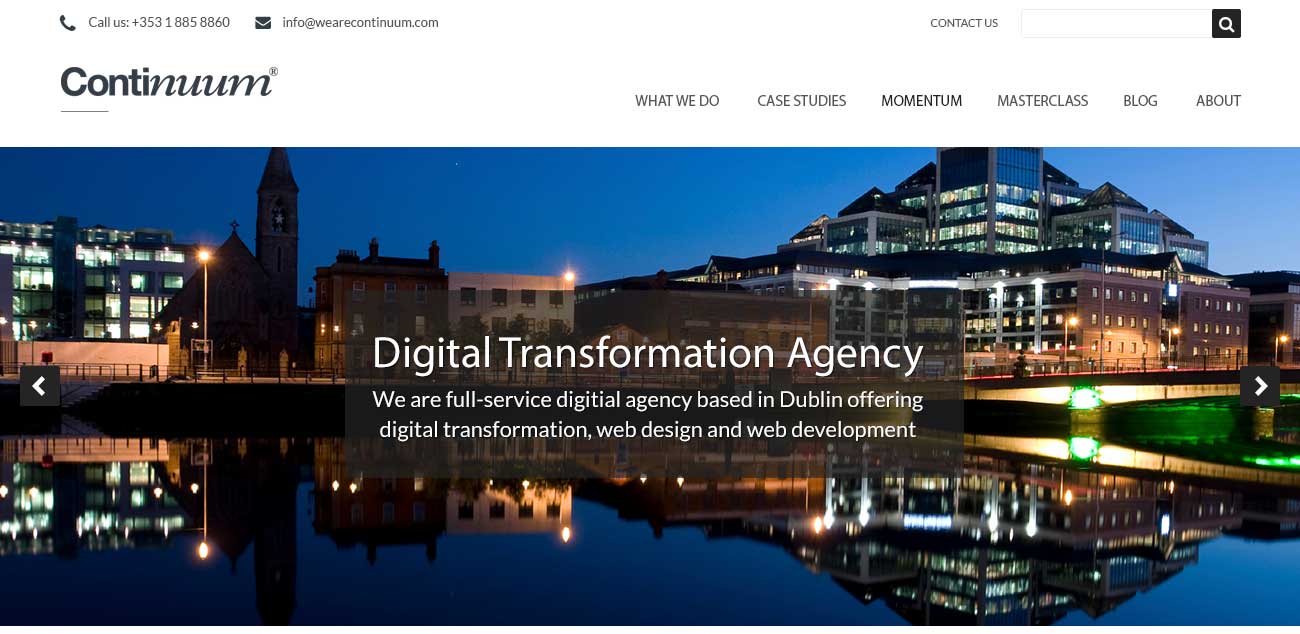 Call us: +353 1 885 8860
info@wearecontinuum.com
CONTACT US
Continuum®
WHAT WE DO
CASE STUDIES
MOMENTUM
MASTERCLASS
BLOG
ABOUT
Digital Transformation Agency
We are full-service digitial agency based in Dublin offering
digital transformation, web design and web development